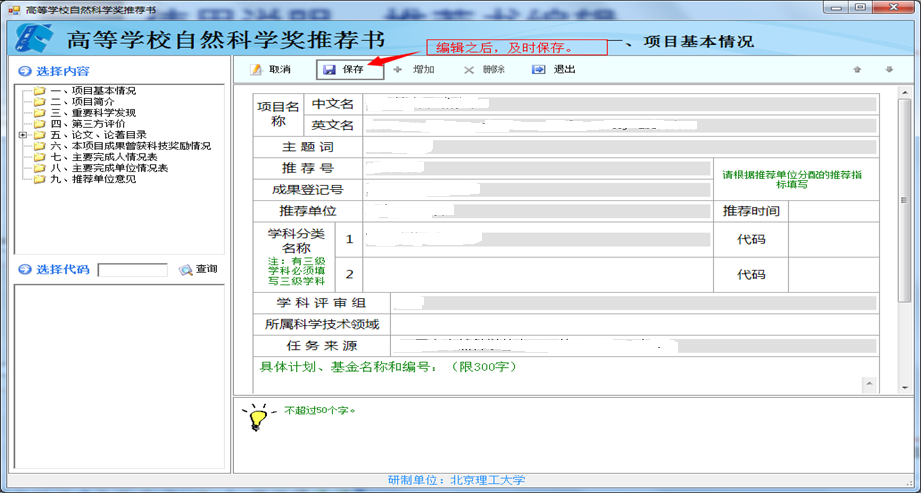 高等学校自然科学奖推荐书
高等学校自然科学奖推荐书
编辑之后，及时保存。
一、项目基本情况
选择内容
取消
保存
增加
删除
退出
一、项目基本情况
二、项目简介
三、重要科学发现
四、第三方评价
五、论文、论著目录
六、本项目成果曾获科技奖励情况
七、主要完成人情况表
八、主要完成单位情况表
九、推荐单位意见
选择代码
查询
项目名
称
中文名
英文名
主题词
推荐号
请根据推荐单位分配的推荐指
标填写
成果登记号
推荐单位
推荐时间
学科分类
名称
注：有三级
学科必须填
写三级学科
1
代码
2
代码
学科评审组
所属科学技术领域
任务来源
具体计划、基金名称和编号：（限300字）
不超过50个字。
研制单位：北京理工大学